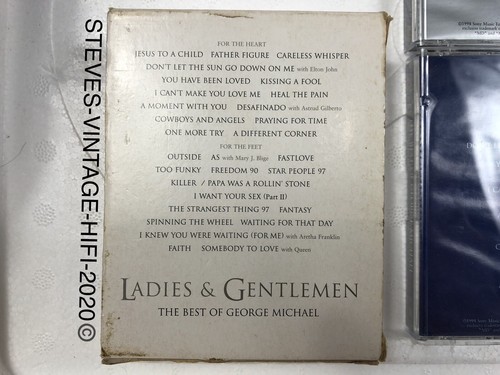 FOR THE HEART
JESUS TO A CHILD FATHER FIGURE CARELESS WHISPER
DON'T LET THE SUN GO DOWN ON ME with Elton John
YOU HAVE BEEN LOVED KISSING A FOOL
I CAN'T MAKE YOU LOVE ME HEAL THE PAIN
A MOMENT WITH YOU DESAFINADO with Astrud Gilberto
COWBOYS AND ANGELS PRAYING FOR TIME
ONE MORE TRY A DIFFERENT CORNER
FOR THE FEET
OUTSIDE AS with Mary J. Blige FASTLOVE
TOO FUNKY FREEDOM 90 STAR PEOPLE 97
KILLER / PAPA WAS A ROLLIN' STONE
I WANT YOUR SEX (Part II)
THE STRANGEST THING 97 FANTASY
SPINNING THE WHEEL WAITING FOR THAT DAY
I KNEW YOU WERE WAITING (FOR ME) with Aretha Franklin
FAITH SOMEBODY TO LOVE with Queen
LADIES & GENTLEMEN
THE BEST OF GEORGE MICHAEL
STEVES-VINTAGE-HIFI-2020©
©1998 Sony Music